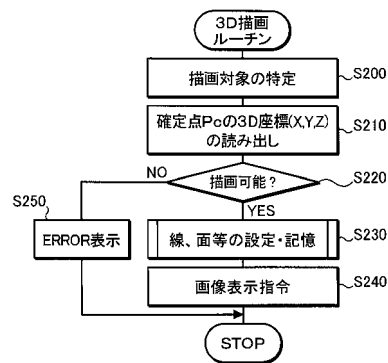 3D描画
ルーチン
S200
描画対象の特定
S210
確定点Pcの3D座標(X,Y,Z)
の読み出し
S220
描画可能?
NO
YES
S250
ERROR表示
S230
線、面等の設定・記憶
S240
画像表示指令
STOP